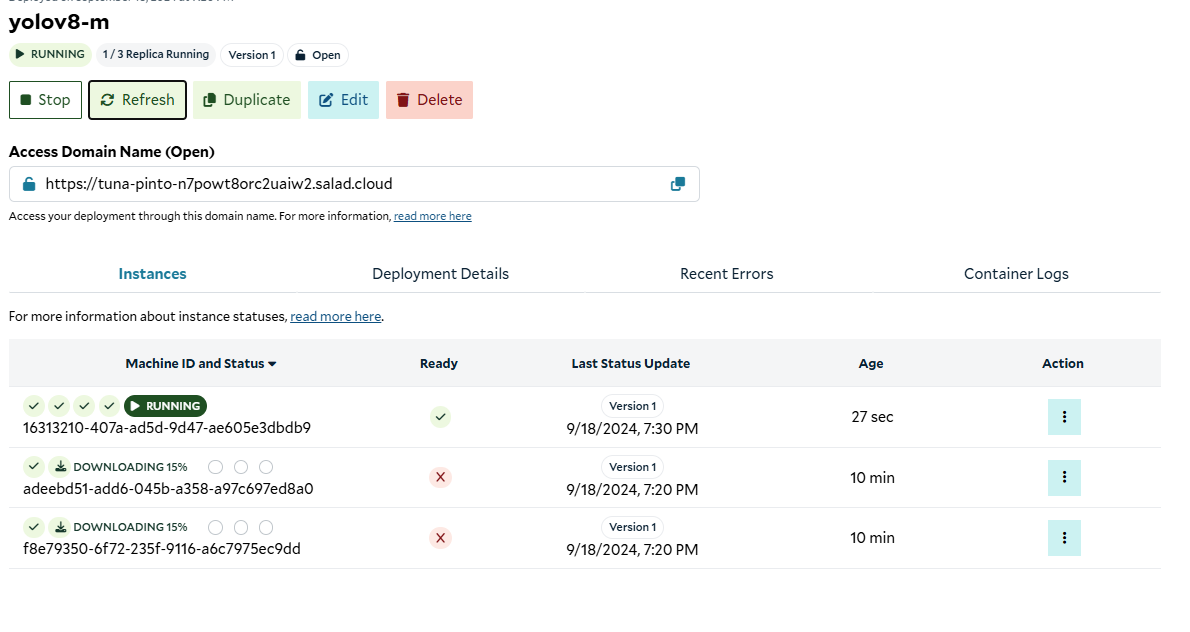 yolov8-m
RUNNING 1 / 3 Replica Running Version 1 Open
Stop Refresh Duplicate Edit Delete
Access Domain Name (Open)
https://tuna-pinto-n7powt8orc2uaiw2.salad.cloud
Access your deployment through this domain name. For more information, read more here
Instances Deployment Details Recent Errors Container Logs
For more information about instance statuses, read more here.
Machine ID and Status Ready Last Status Update Age Action
RUNNING Version 1
16313210-407a-ad5d-9d47-ae605e3dbdb9 9/18/2024, 7:30 PM 27 sec
DOWNLOADING 15% Version 1
adeebd51-add6-045b-a358-a97c697ed8a0 9/18/2024, 7:20 PM 10 min
DOWNLOADING 15% Version 1
f8e79350-6f72-235f-9116-a6c7975ec9dd 9/18/2024, 7:20 PM 10 min